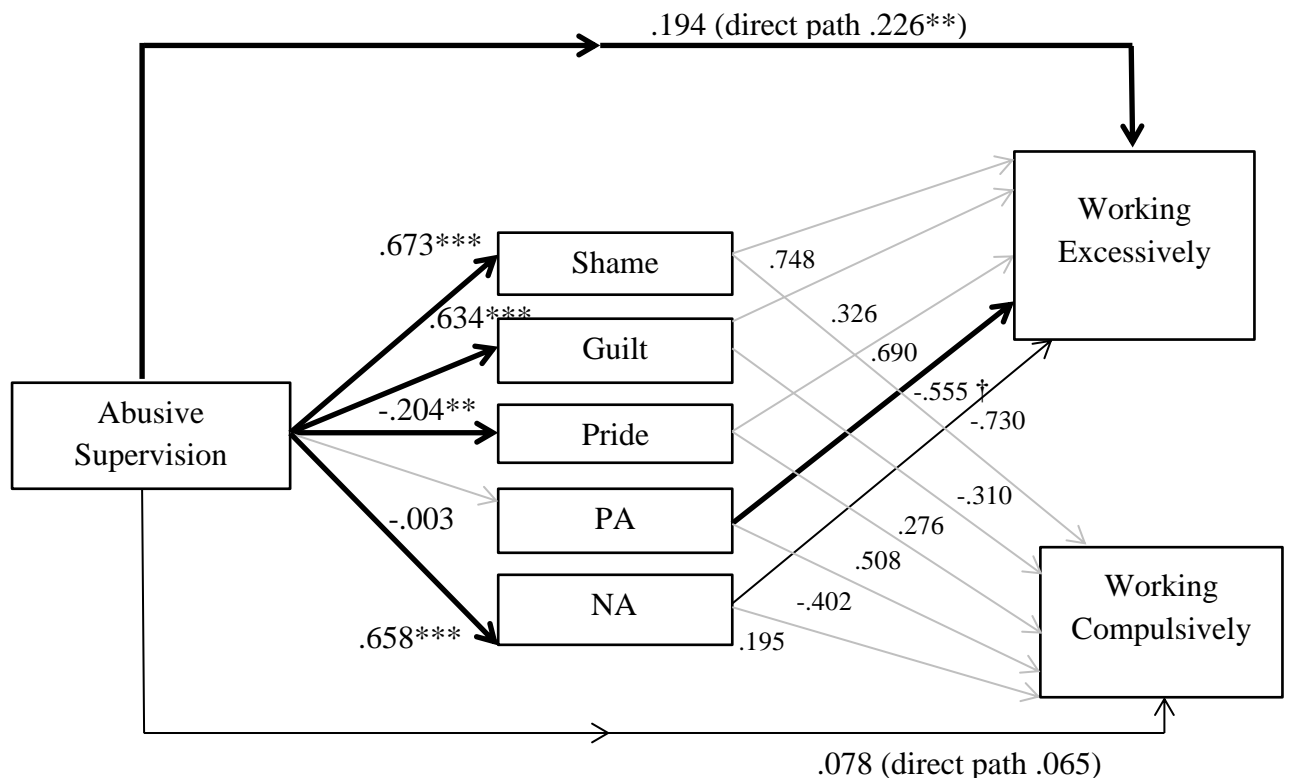 .194 (direct path .226**)
Working
Excessively
.673***
Shame
.748
.634***
.326
Guilt
.690
-.555 †
Abusive
Supervision
-.204**
Pride
-.730
-.003
PA
-.310
.276
.508
NA
-.402
Working
Compulsively
.658***
.195
.078 (direct path .065)